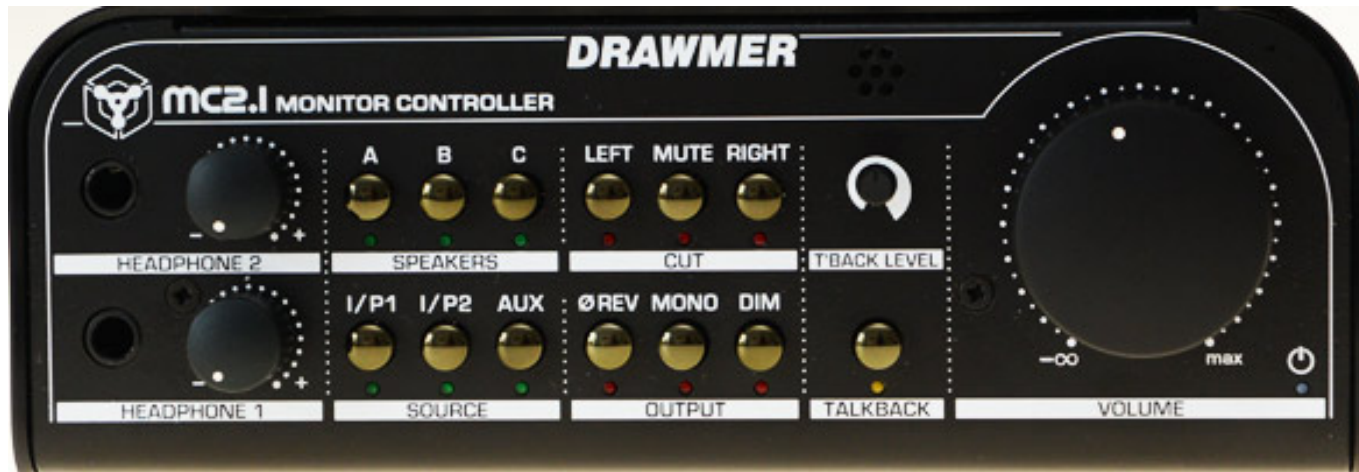 DRAWMER
MC2.1 MONITOR CONTROLLER
A B C LEFT MUTE RIGHT
- +
HEADPHONE 2 SPEAKERS CUT T'BACK LEVEL
I/P1 I/P2 AUX ØREV MONO DIM
- + -∞ max
HEADPHONE 1 SOURCE OUTPUT TALKBACK VOLUME